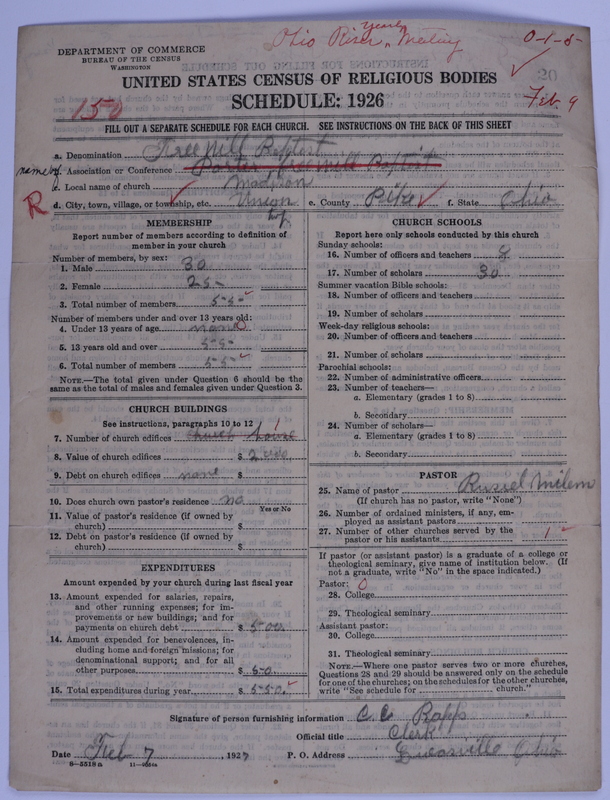 Ohio River yearly Meeting 0-1-5-
DEPARTMENT OF COMMERCE
BUREAU OF THE CENSUS
WASHINGTON
UNITED STATES CENSUS OF RELIGIOUS BODIES
SCHEDULE: 1926
150
Feb. 9
FILL OUT A SEPARATE SCHEDULE FOR EACH CHURCH. SEE INSTRUCTIONS ON THE BACK OF THIS SHEET
a. Denomination Free Will Baptist
name of Association or Conference Porter Free Will Baptist
c. Local name of church Madison
R d. City, town, village, or township, etc. Union e. County Pike f. State Ohio
MEMBERSHIP
Report number of members according to definition of
member in your church
Number of members, by sex:
1. Male 30
2. Female 25
3. Total number of members 55
Number of members under and over 13 years old:
4. Under 13 years of age none
5. 13 years old and over 55
6. Total number of members 55
NOTE.—The total given under Question 6 should be
same as the total of males and females given under Question 3.
CHURCH BUILDINGS
See instructions, paragraphs 10 to 12
7. Number of church edifices church house 1
8. Value of church edifices $
9. Debt on church edifices none $
10. Does church own pastor's residence no
Yes or No
11. Value of pastor's residence (if owned by
church) $
12. Debt on pastor's residence (if owned by
church) $
EXPENDITURES
Amount expended by your church during last fiscal year
13. Amount expended for salaries, repairs,
and other running expenses; for im-
provements or new buildings; and for
payments on church debt $ 500
14. Amount expended for benevolences, in-
cluding home and foreign missions; for
denominational support; and for all
other purposes $ 50
15. Total expenditures during year $ 550
CHURCH SCHOOLS
Report here only schools conducted by this church
Sunday schools:
16. Number of officers and teachers 8
17. Number of scholars 30
Summer vacation Bible schools:
18. Number of officers and teachers
19. Number of scholars
Week-day religious schools:
20. Number of officers and teachers
21. Number of scholars
Parochial schools:
22. Number of administrative officers
23. Number of teachers—
a. Elementary (grades 1 to 8)
b. Secondary
24. Number of scholars—
a. Elementary (grades 1 to 8)
b. Secondary
PASTOR
25. Name of pastor Russel Milem
(If church has no pastor, write "None")
26. Number of ordained ministers, if any, em-
ployed as assistant pastors
27. Number of other churches served by the
pastor or his assistants 1
If pastor (or assistant pastor) is a graduate of a college or
theological seminary, give name of institution below. (If
not a graduate, write "No" in the space indicated.)
Pastor: 0
28. College
29. Theological seminary
Assistant pastor:
30. College
31. Theological seminary
NOTE.—Where one pastor serves two or more churches,
Questions 28 and 29 should be answered only on the schedule
for one of the churches; on the schedules for the other churches,
write "See schedule for church."
Signature of person furnishing information C. C. Rapp
Official title Clerk
Date Feb 7, 1927 P. O. Address Lucasville Ohio
8-5518a